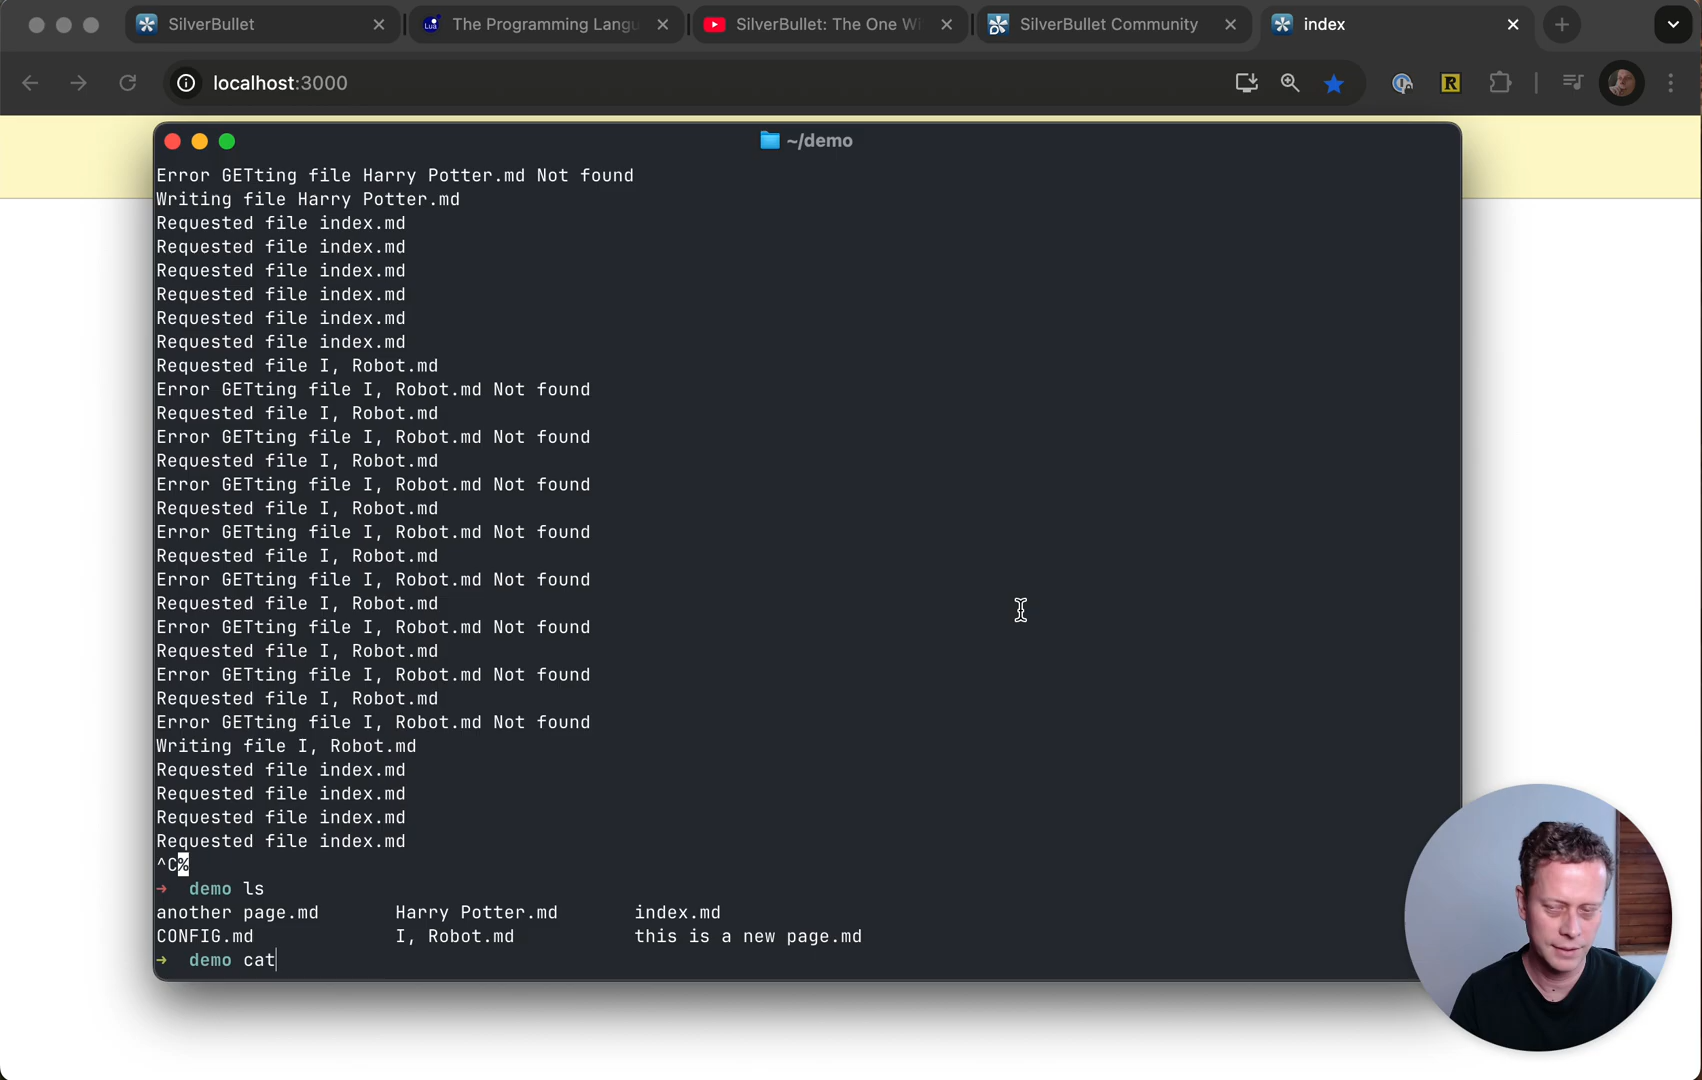 SilverBullet
The Programming Langu
SilverBullet: The One Wi
SilverBullet Community
index
localhost:3000
~/demo
Error GETting file Harry Potter.md Not found
Writing file Harry Potter.md
Requested file index.md
Requested file index.md
Requested file index.md
Requested file index.md
Requested file index.md
Requested file index.md
Requested file I, Robot.md
Error GETting file I, Robot.md Not found
Requested file I, Robot.md
Error GETting file I, Robot.md Not found
Requested file I, Robot.md
Error GETting file I, Robot.md Not found
Requested file I, Robot.md
Error GETting file I, Robot.md Not found
Requested file I, Robot.md
Error GETting file I, Robot.md Not found
Requested file I, Robot.md
Error GETting file I, Robot.md Not found
Requested file I, Robot.md
Error GETting file I, Robot.md Not found
Requested file I, Robot.md
Error GETting file I, Robot.md Not found
Writing file I, Robot.md
Requested file index.md
Requested file index.md
Requested file index.md
Requested file index.md
^C%
→ demo ls
another page.md Harry Potter.md index.md
CONFIG.md I, Robot.md this is a new page.md
→ demo cat